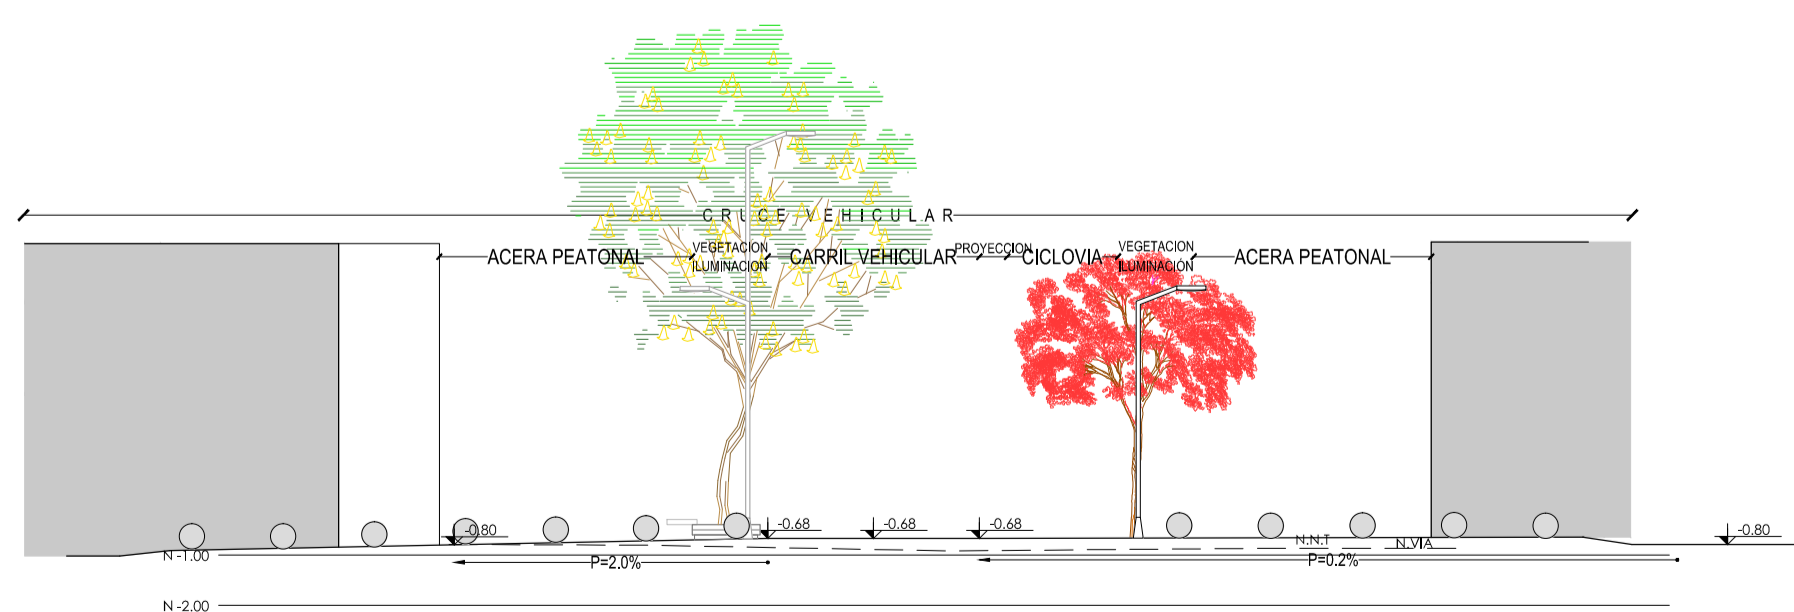 CRUCE VEHICULAR
ACERA PEATONAL
VEGETACION
ILUMINACION
CARRIL VEHICULAR
PROYECCION
CICLOVIA
VEGETACION
ILUMINACIÓN
ACERA PEATONAL
-0.80
-0.68
-0.68
-0.68
-0.80
N.N.T
N.VIA
N -1.00
P=2.0%
P=0.2%
N -2.00